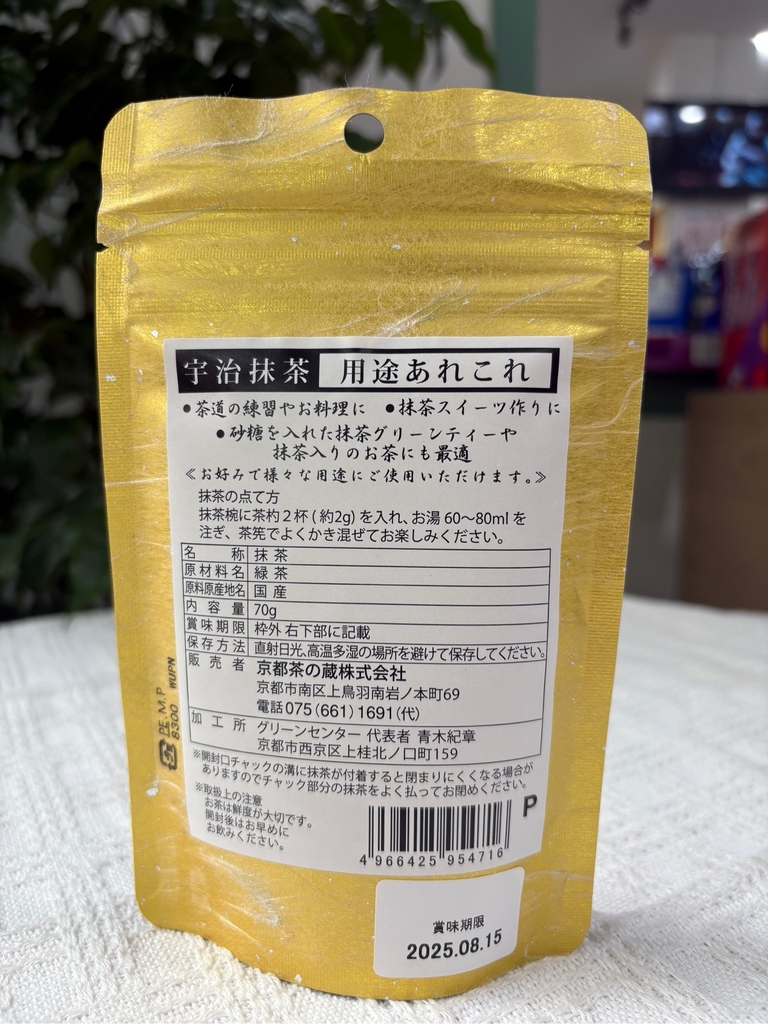 宇治抹茶 用途あれこれ
●茶道の練習やお料理に ●抹茶スイーツ作りに
●砂糖を入れた抹茶グリーンティーや
抹茶入りのお茶にも最適
≪お好みで様々な用途にご使用いただけます。≫
抹茶の点て方
抹茶椀に茶杓2杯(約2g)を入れ、お湯60〜80mlを
注ぎ、茶筅でよくかき混ぜてお楽しみください。
名称 抹茶
原材料名 緑茶
原料原産地名 国産
内容量 70g
賞味期限 枠外右下部に記載
保存方法 直射日光、高温多湿の場所を避けて保存してください。
販売者 京都茶の蔵株式会社
京都市南区上鳥羽南岩ノ本町69
電話075(661)1691(代)
加工所 グリーンセンター 代表者 青木紀章
京都市西京区上桂北ノ口町159
※開封口チャックの溝に抹茶が付着すると閉まりにくくなる場合が
ありますのでチャック部分の抹茶をよく払ってお閉めください。
※取扱上の注意
お茶は鮮度が大切です。
開封後はお早めに
お飲みください。
P
4 966425 954716
賞味期限
2025.08.15
PE,M,P
8300 WUPN